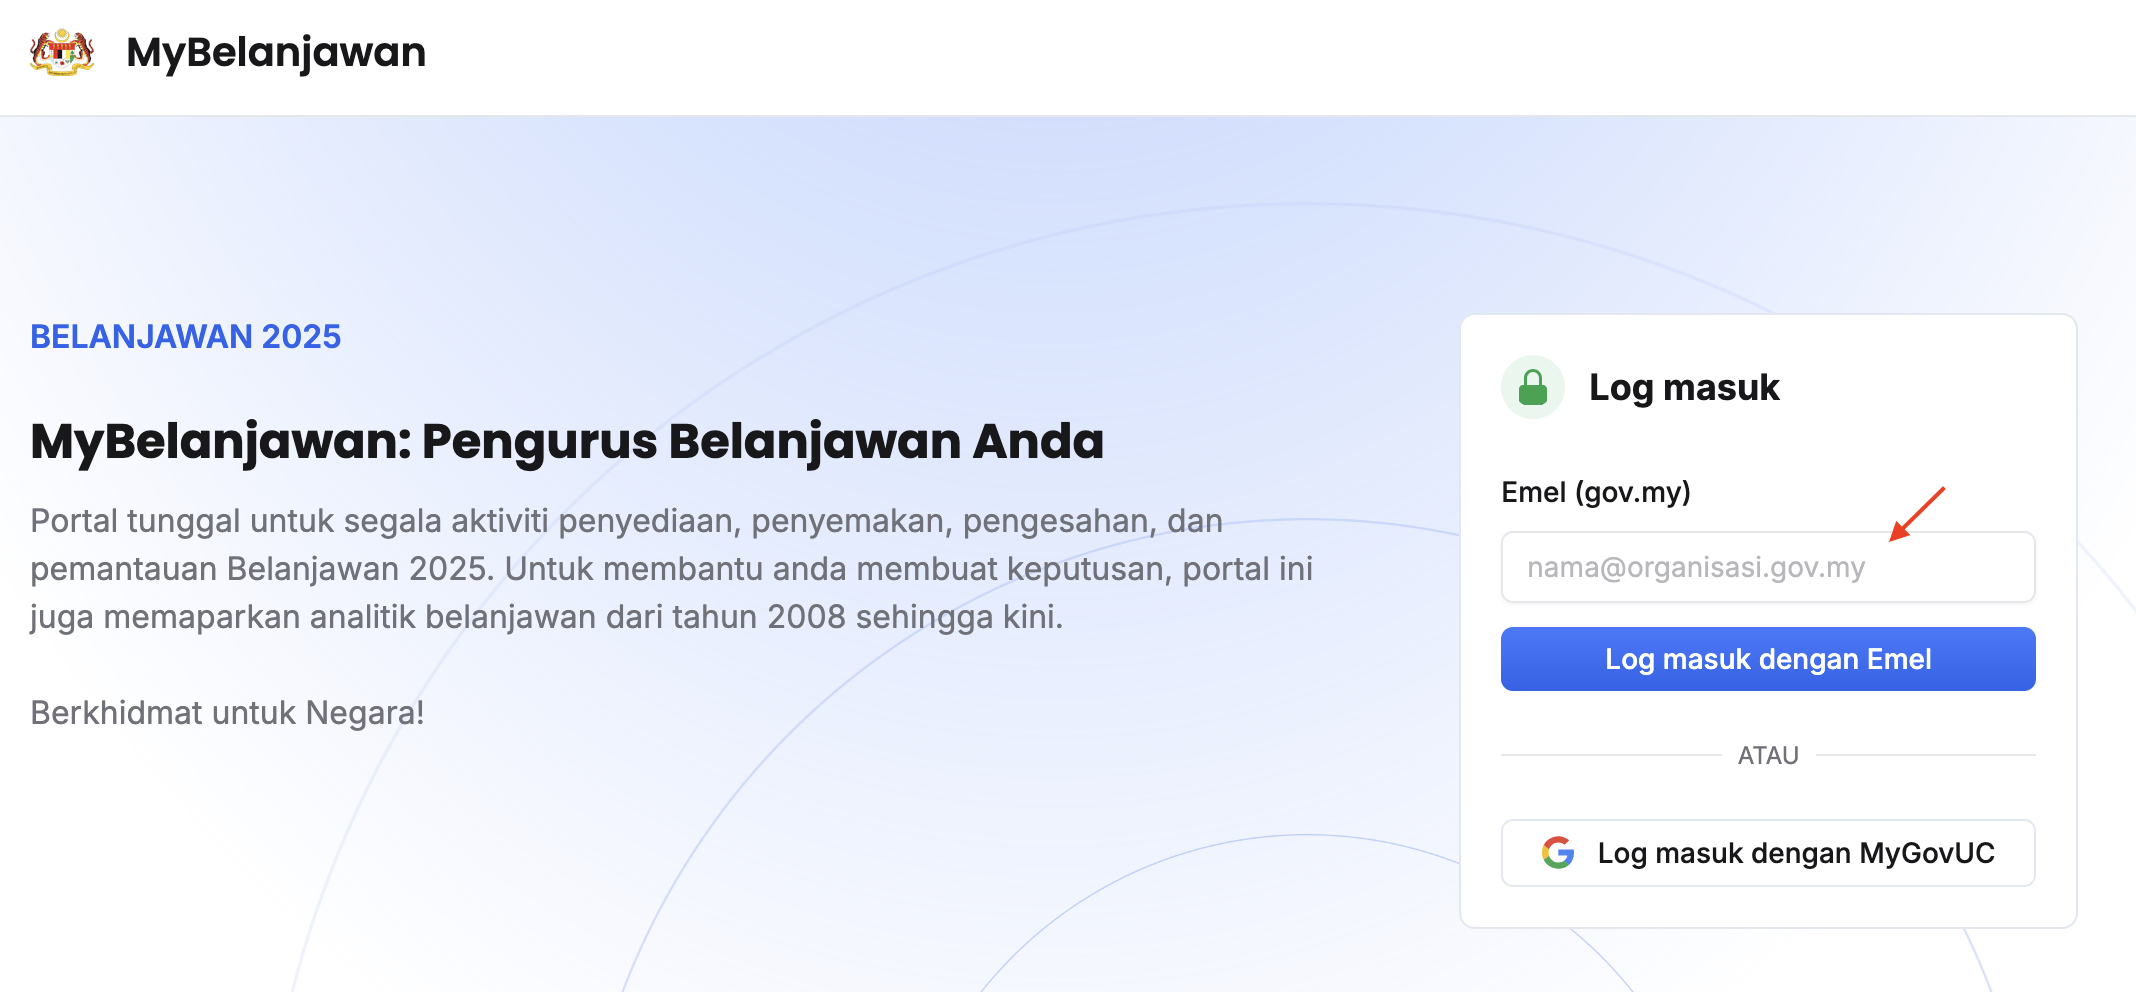 MyBelanjawan
BELANJAWAN 2025
MyBelanjawan: Pengurus Belanjawan Anda
Portal tunggal untuk segala aktiviti penyediaan, penyemakan, pengesahan, dan
pemantauan Belanjawan 2025. Untuk membantu anda membuat keputusan, portal ini
juga memaparkan analitik belanjawan dari tahun 2008 sehingga kini.
Berkhidmat untuk Negara!
Log masuk
Emel (gov.my)
nama@organisasi.gov.my
Log masuk dengan Emel
ATAU
Log masuk dengan MyGovUC